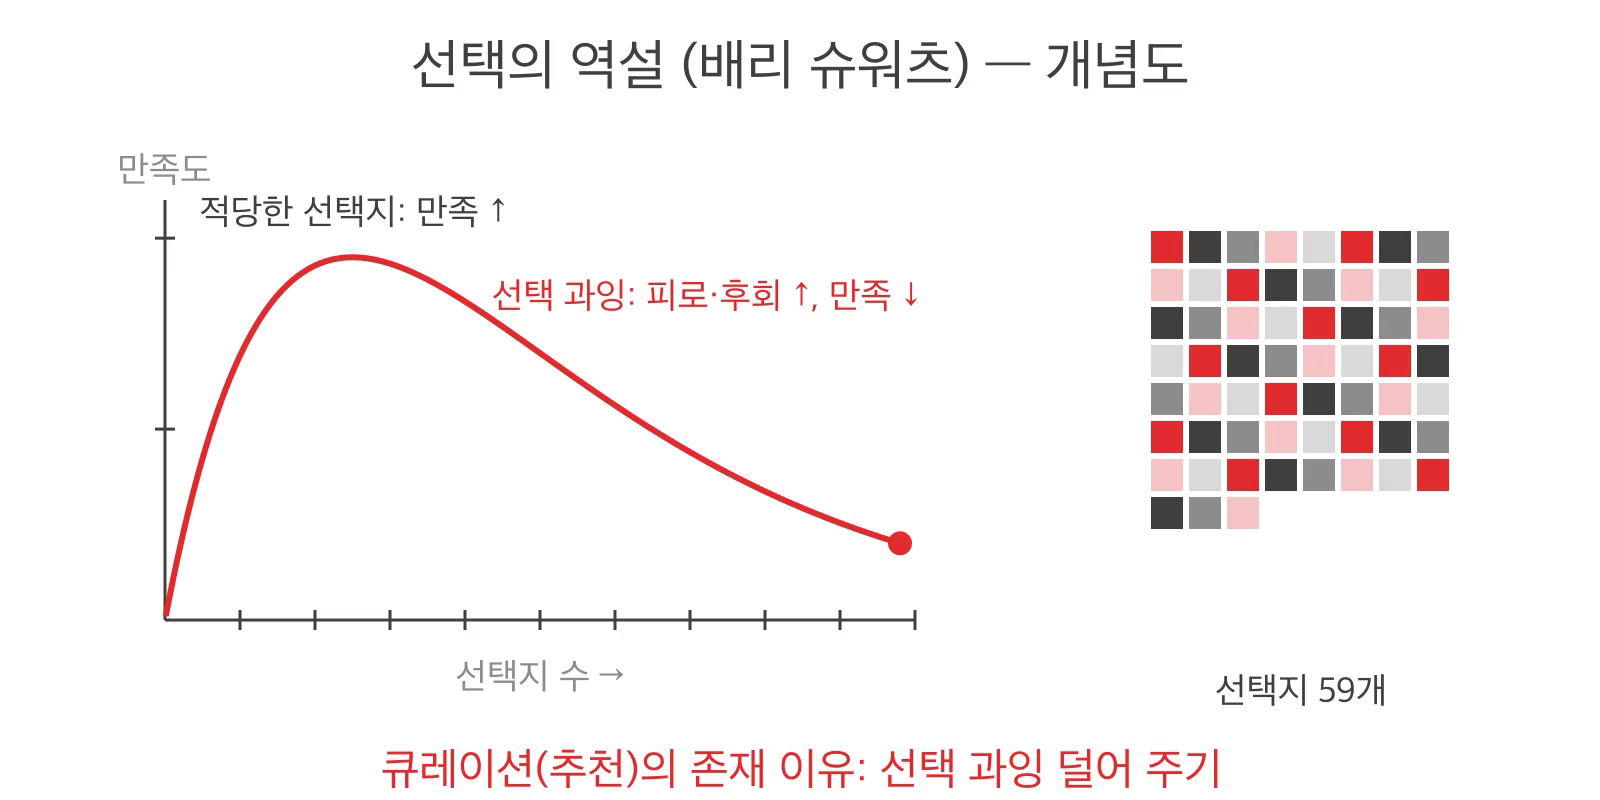 선택의 역설 (배리 슈워츠) — 개념도
만족도
적당한 선택지: 만족 ↑
선택 과잉: 피로·후회 ↑, 만족 ↓
선택지 수 →
선택지 59개
큐레이션(추천)의 존재 이유: 선택 과잉 덜어 주기